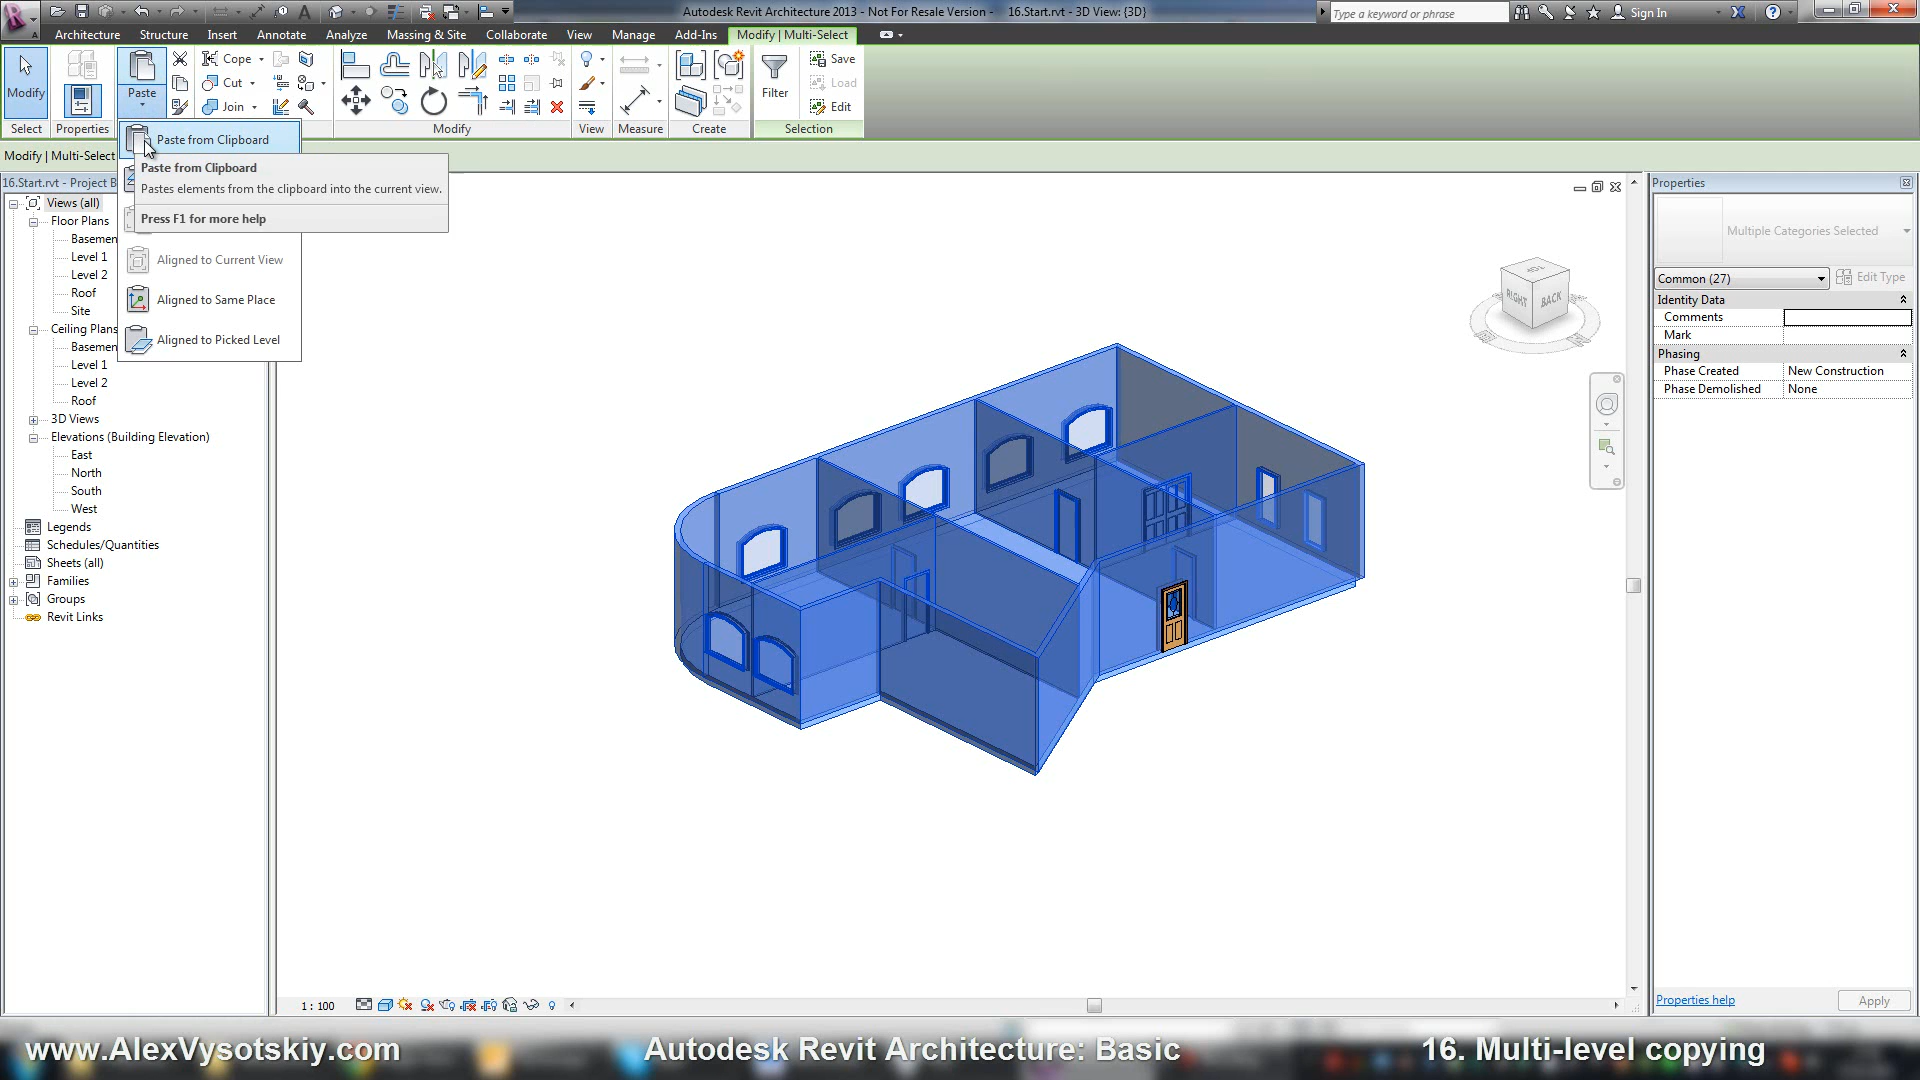 Autodesk Revit Architecture 2013 - Not For Resale Version -    16.Start.rvt - 3D View: {3D}
Type a keyword or phrase
Sign In
Architecture Structure Insert Annotate Analyze Massing & Site Collaborate View Manage Add-Ins Modify | Multi-Select
Modify
Paste
Cope
Cut
Join
Filter
Save
Load
Edit
Select Properties Modify View Measure Create Selection
Modify | Multi-Select
Paste from Clipboard
Paste from Clipboard
Pastes elements from the clipboard into the current view.
Press F1 for more help
Aligned to Current View
Aligned to Same Place
Aligned to Picked Level
16.Start.rvt - Project B
Views (all)
Floor Plans
Basemen
Level 1
Level 2
Roof
Site
Ceiling Plans
Basemen
Level 1
Level 2
Roof
3D Views
Elevations (Building Elevation)
East
North
South
West
Legends
Schedules/Quantities
Sheets (all)
Families
Groups
Revit Links
TOP
RIGHT
BACK
Properties
Multiple Categories Selected
Common (27)
Edit Type
Identity Data
Comments
Mark
Phasing
Phase Created New Construction
Phase Demolished None
Properties help
Apply
1 : 100
www.AlexVysotskiy.com
Autodesk Revit Architecture: Basic
16. Multi-level copying